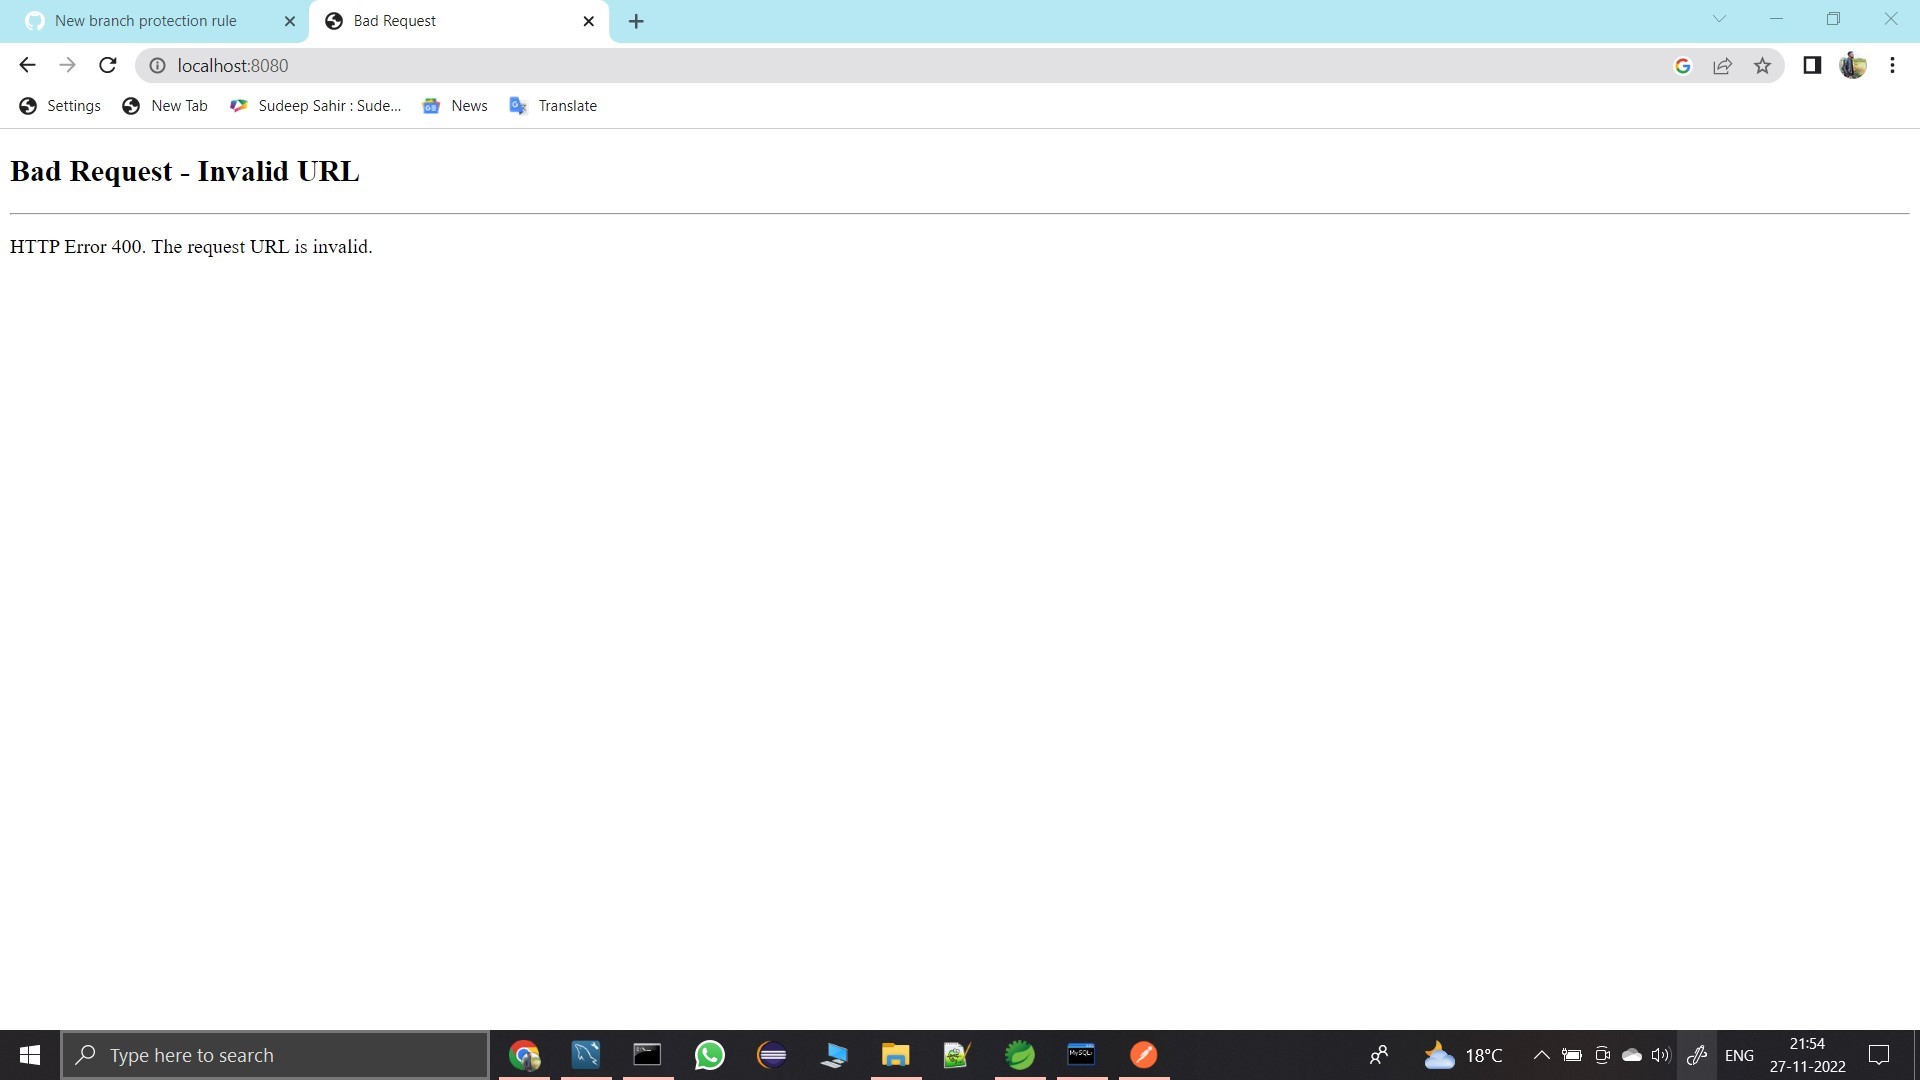 New branch protection rule
Bad Request
localhost:8080
Settings
New Tab
Sudeep Sahir : Sude...
News
Translate
Bad Request - Invalid URL
HTTP Error 400. The request URL is invalid.
Type here to search
MySQL
18°C
ENG
21:54
27-11-2022